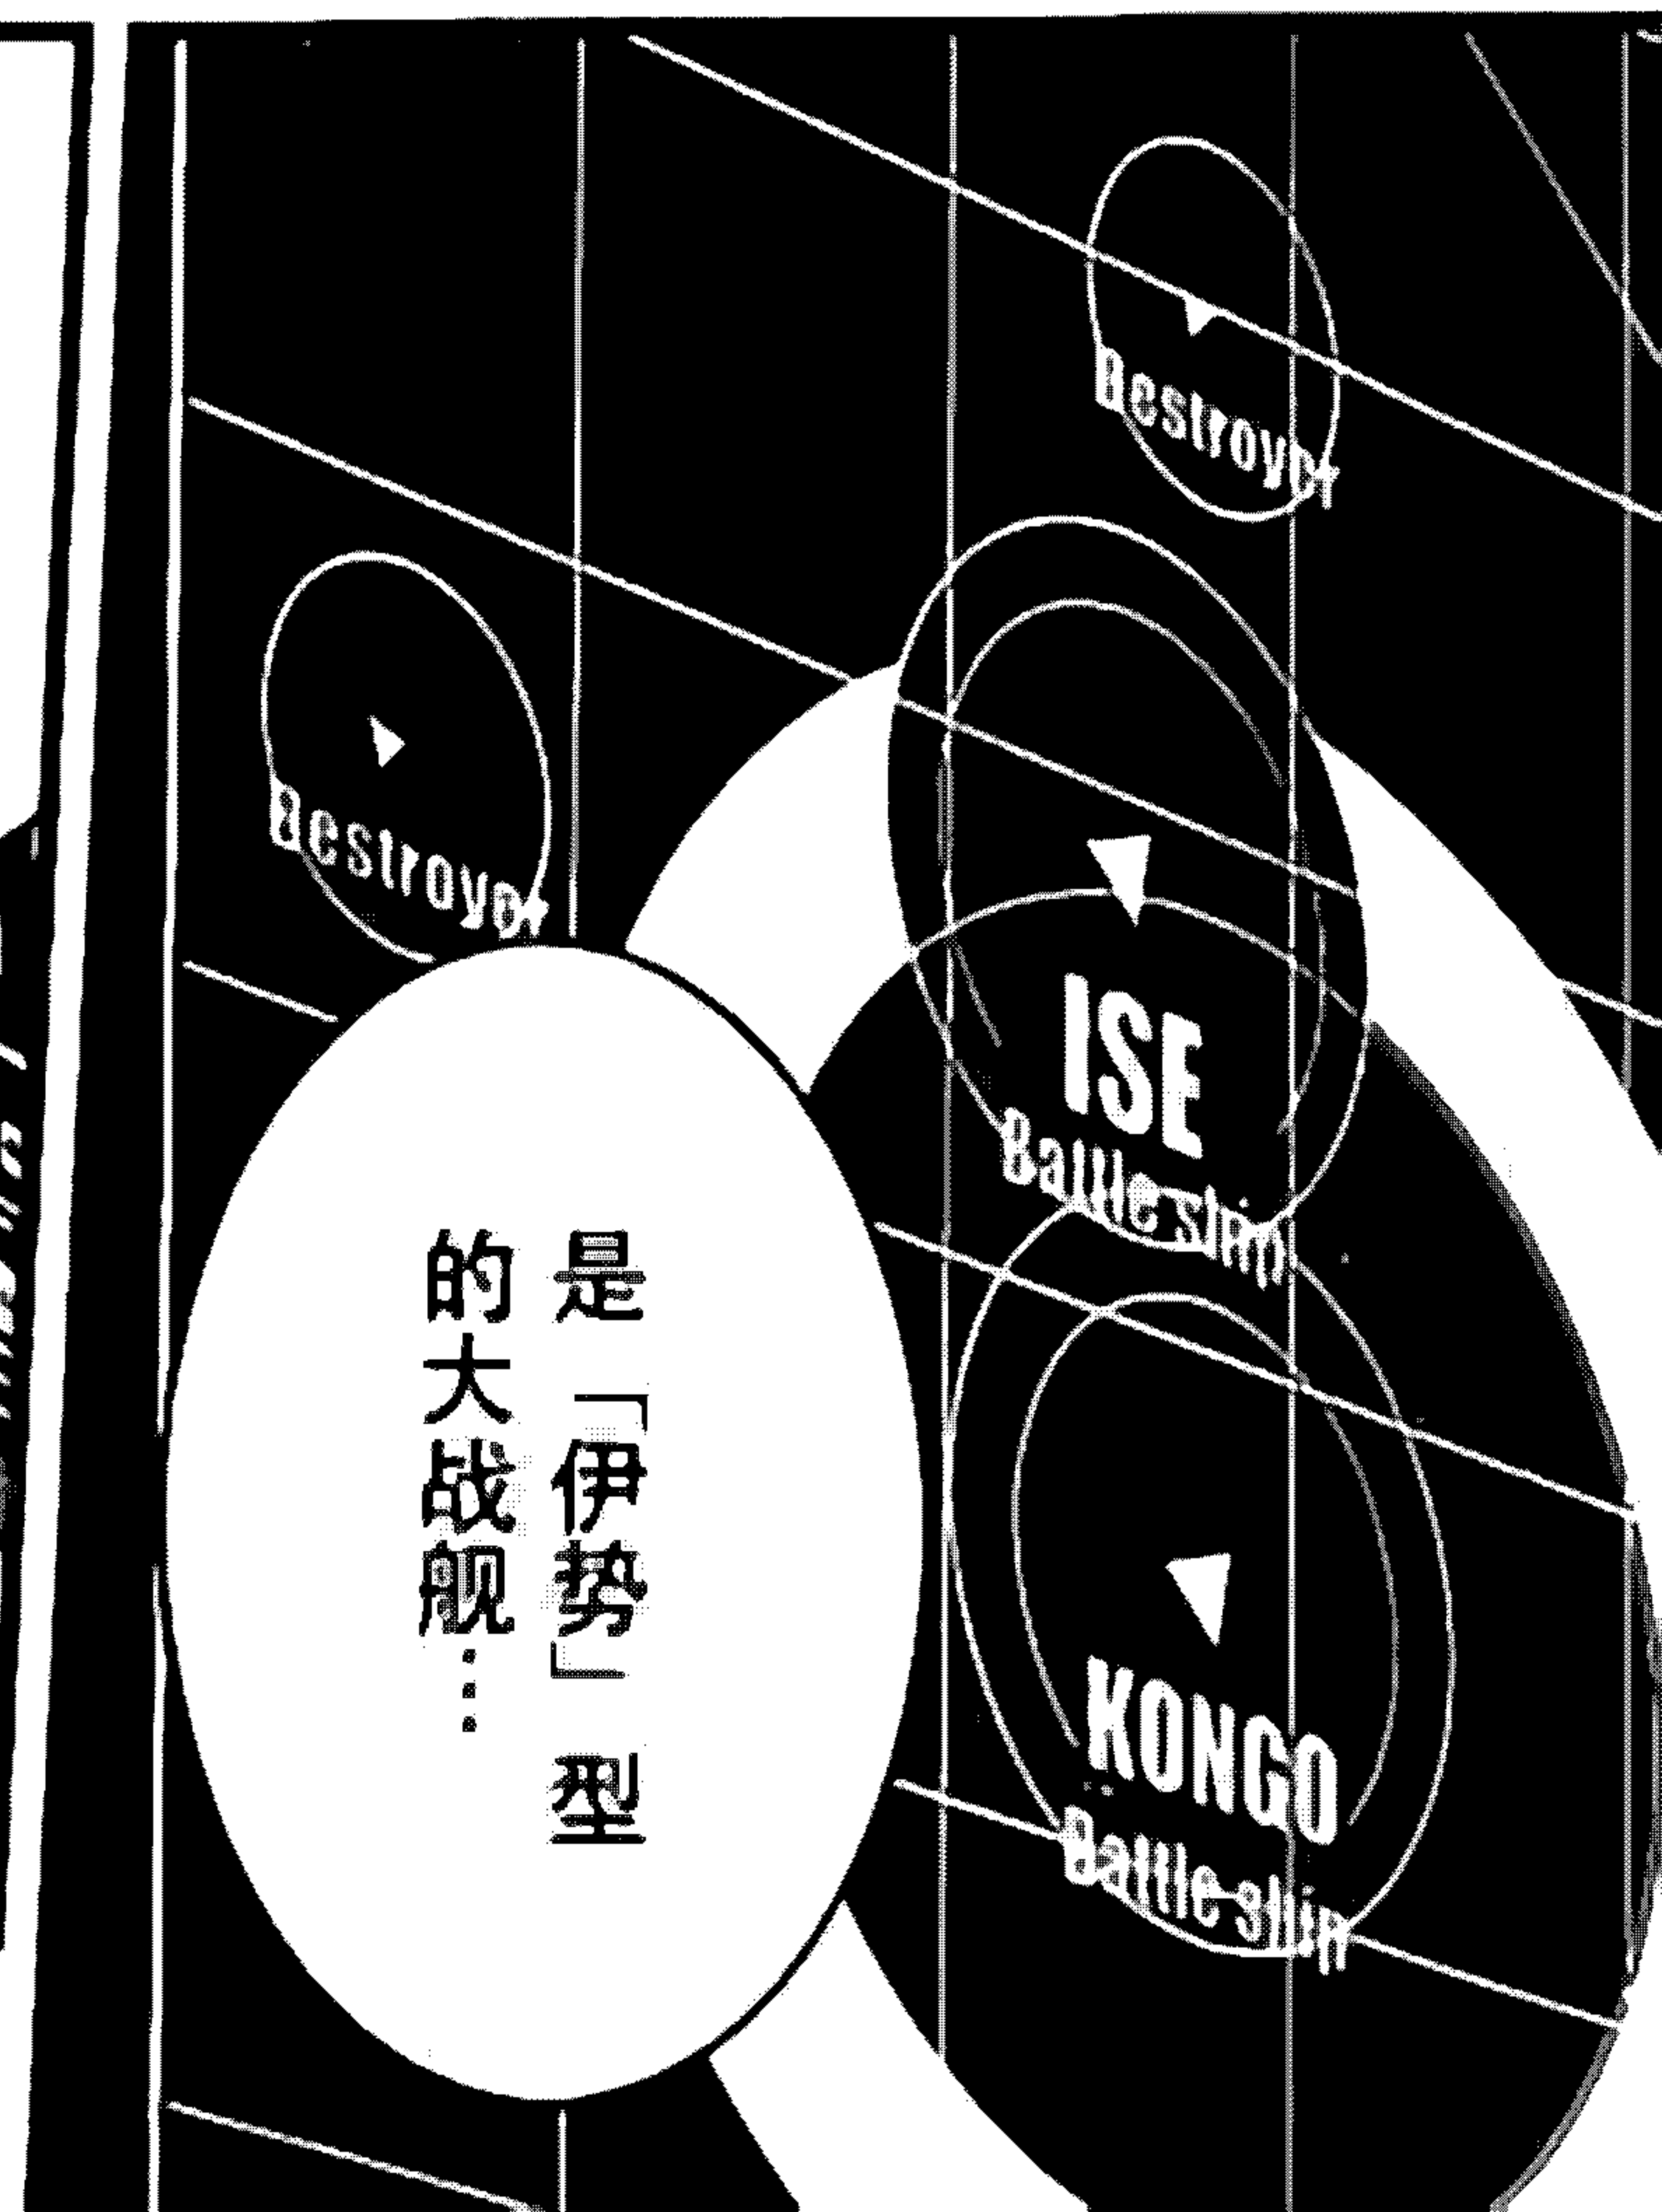 Destroyer
Destroyer
ISE
Battle ship
KONGO
Battle ship
是「伊势」型
的大战舰…